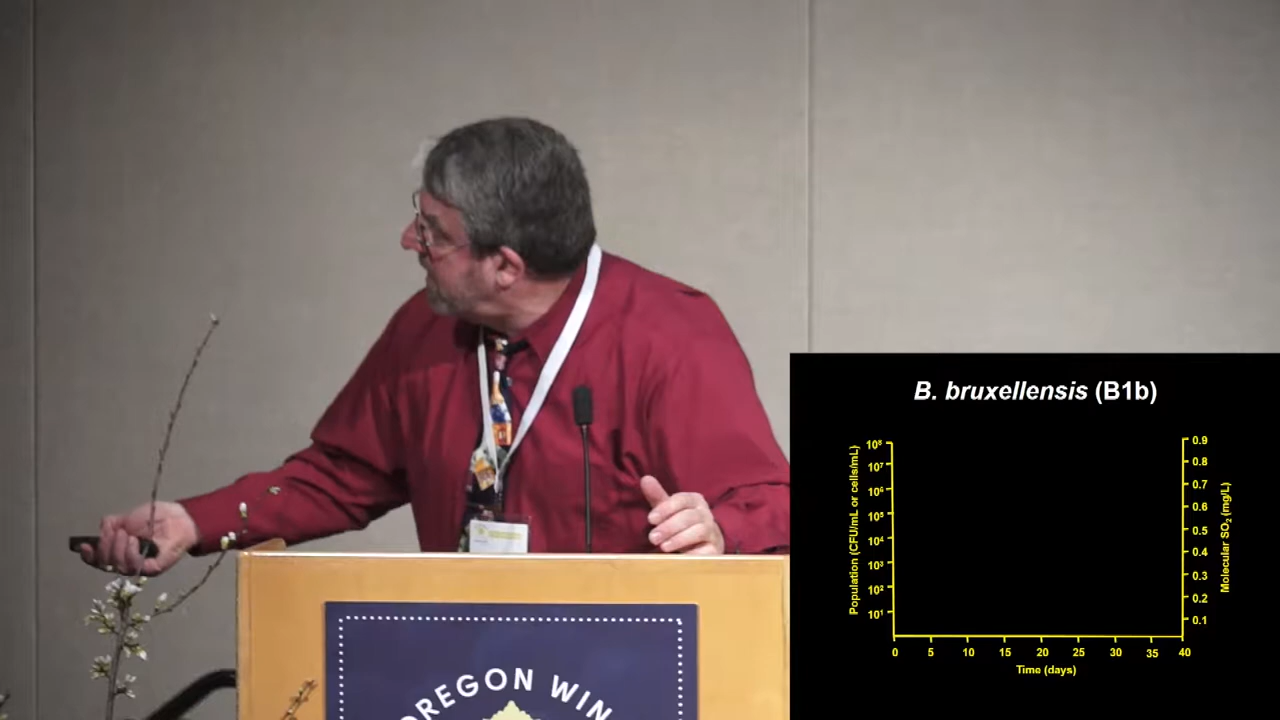 B. bruxellensis (B1b)
Population (CFU/mL or cells/mL)
10⁸
10⁷
10⁶
10⁵
10⁴
10³
10²
10¹
0.9
0.8
0.7
0.6
0.5
0.4
0.3
0.2
0.1
Molecular SO₂ (mg/L)
0 5 10 15 20 25 30 35 40
Time (days)
OREGON WIN